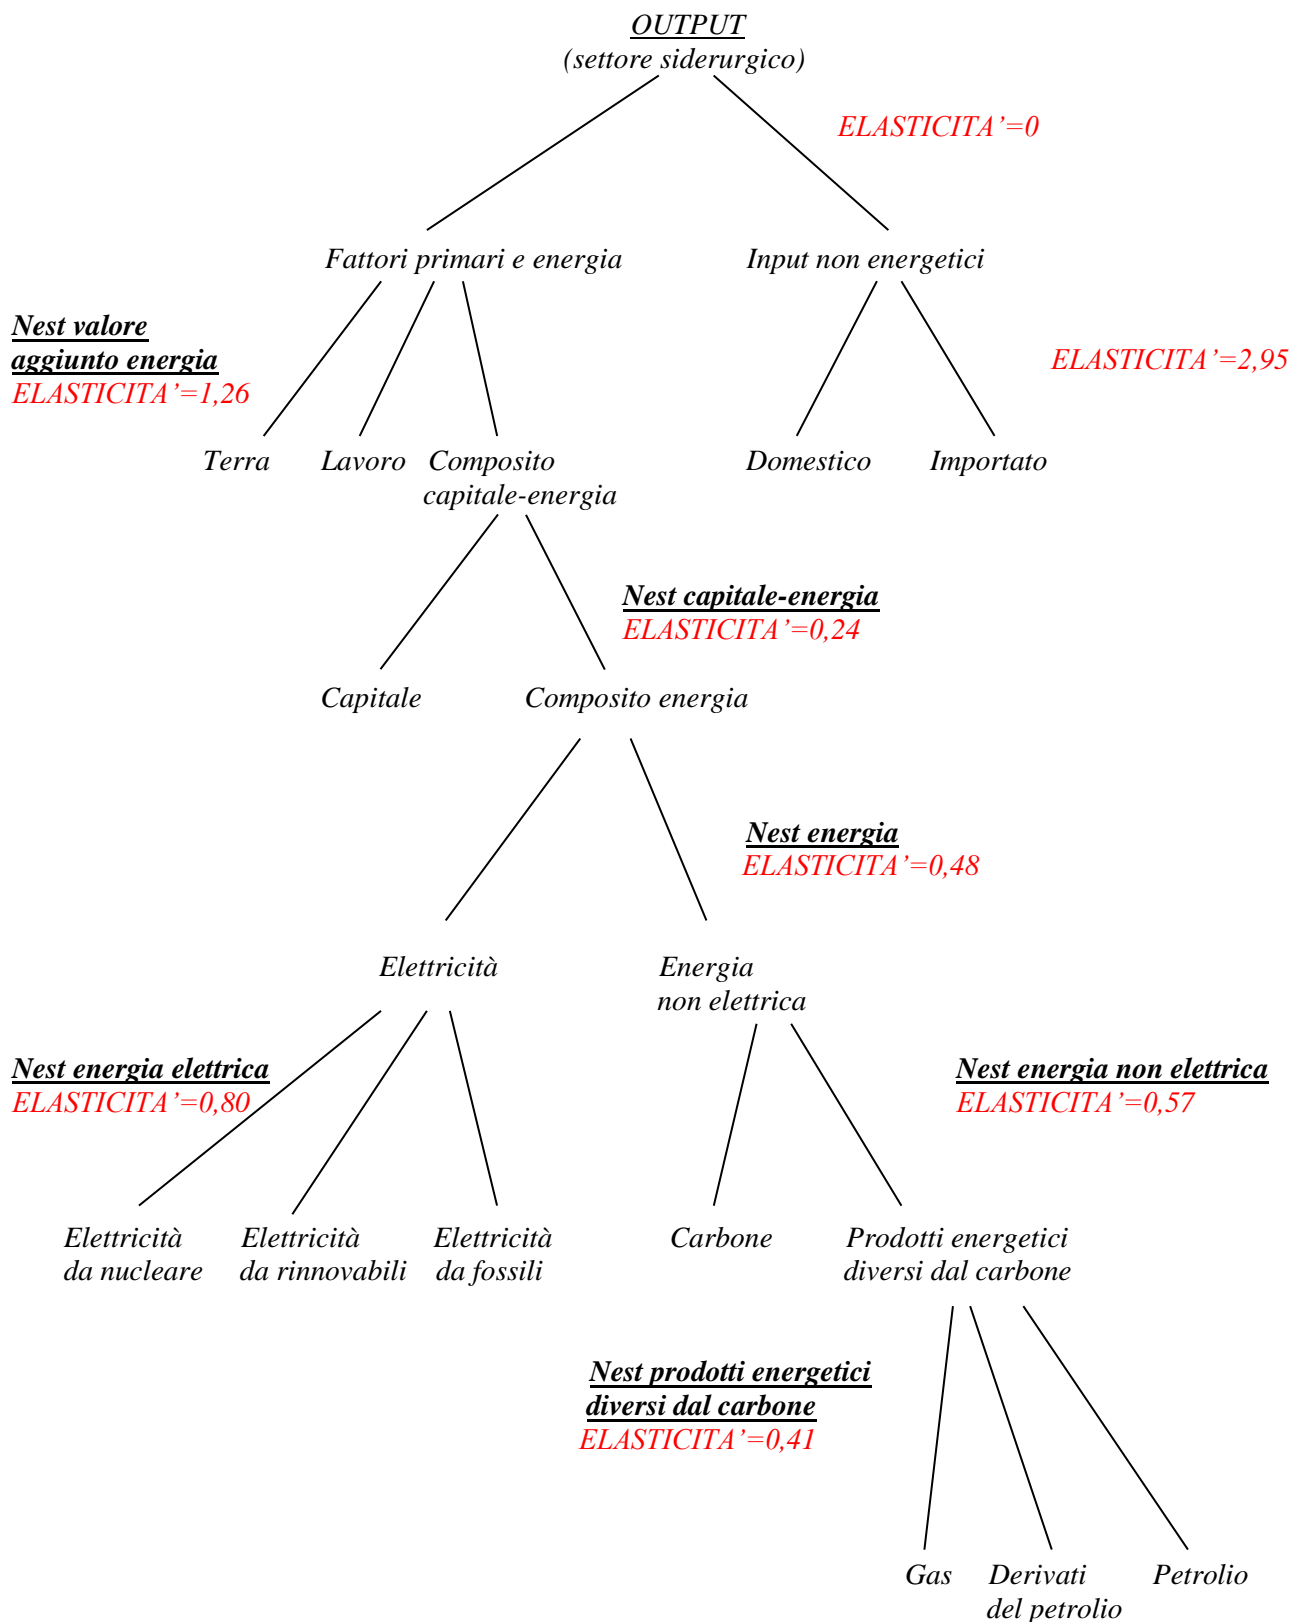 OUTPUT
(settore siderurgico)
ELASTICITA’=0
Fattori primari e energia
Input non energetici
Nest valore
aggiunto energia
ELASTICITA’=1,26
ELASTICITA’=2,95
Terra
Lavoro
Composito
capitale-energia
Domestico
Importato
Nest capitale-energia
ELASTICITA’=0,24
Capitale
Composito energia
Nest energia
ELASTICITA’=0,48
Elettricità
Energia
non elettrica
Nest energia elettrica
ELASTICITA’=0,80
Nest energia non elettrica
ELASTICITA’=0,57
Elettricità
da nucleare
Elettricità
da rinnovabili
Elettricità
da fossili
Carbone
Prodotti energetici
diversi dal carbone
Nest prodotti energetici
diversi dal carbone
ELASTICITA’=0,41
Gas
Derivati
del petrolio
Petrolio